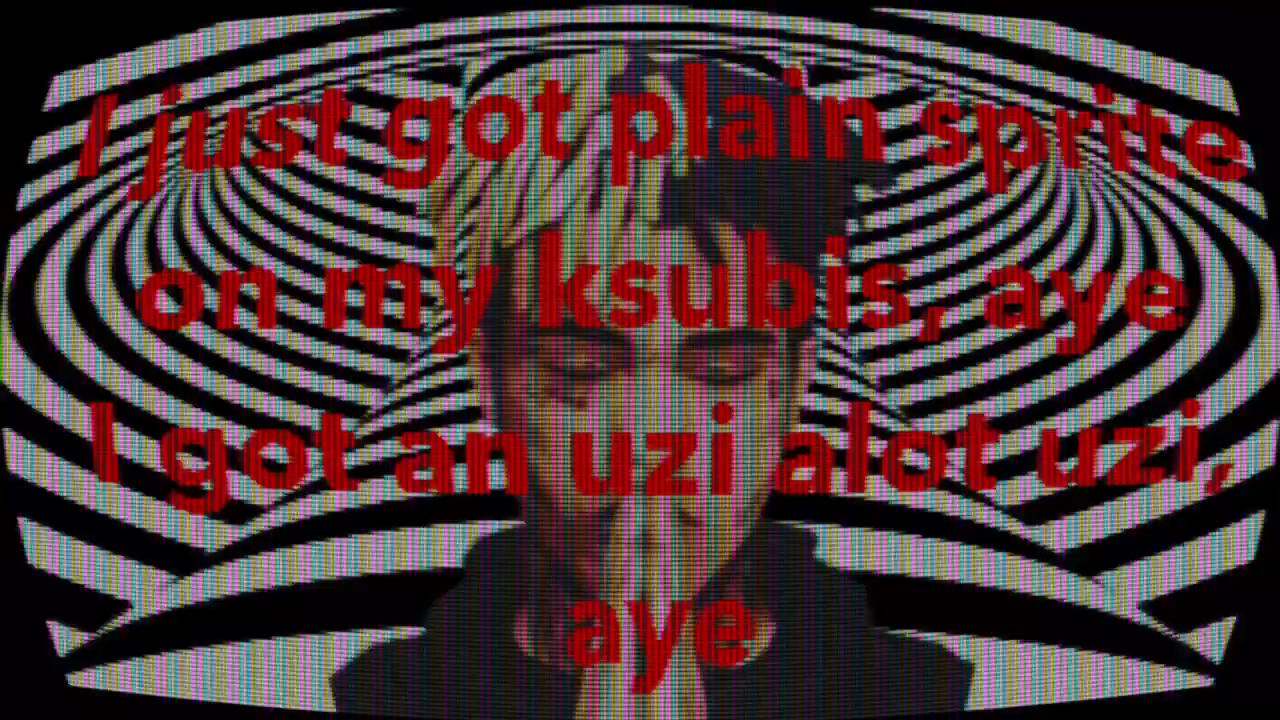 I just got plain sprite
on my ksubis, aye
I got an uzi alot uzi,
aye